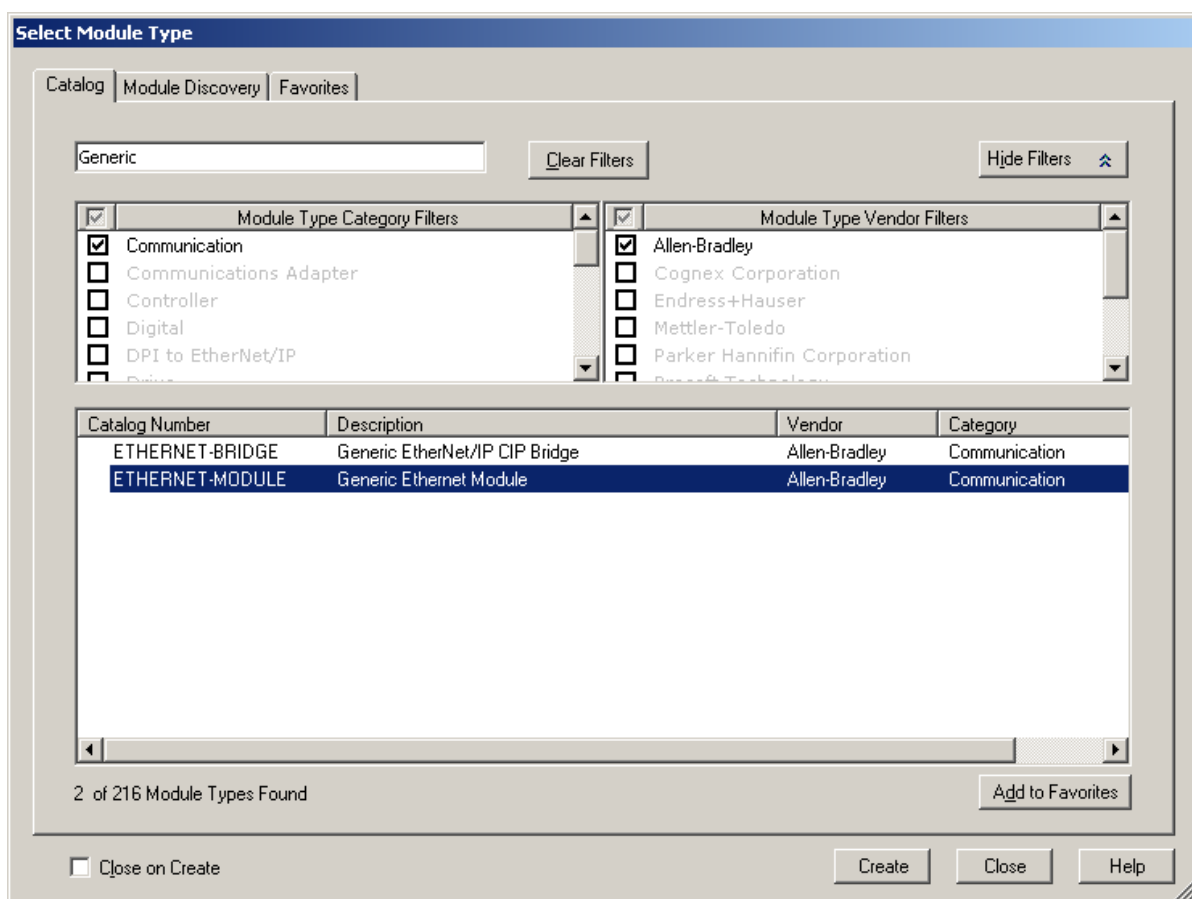 Select Module Type
Catalog Module Discovery Favorites
Generic Clear Filters Hide Filters
Module Type Category Filters Module Type Vendor Filters
Communication Allen-Bradley
Communications Adapter Cognex Corporation
Controller Endress+Hauser
Digital Mettler-Toledo
DPI to EtherNet/IP Parker Hannifin Corporation
Catalog Number Description Vendor Category
ETHERNET-BRIDGE Generic EtherNet/IP CIP Bridge Allen-Bradley Communication
ETHERNET-MODULE Generic Ethernet Module Allen-Bradley Communication
2 of 216 Module Types Found Add to Favorites
Close on Create Create Close Help